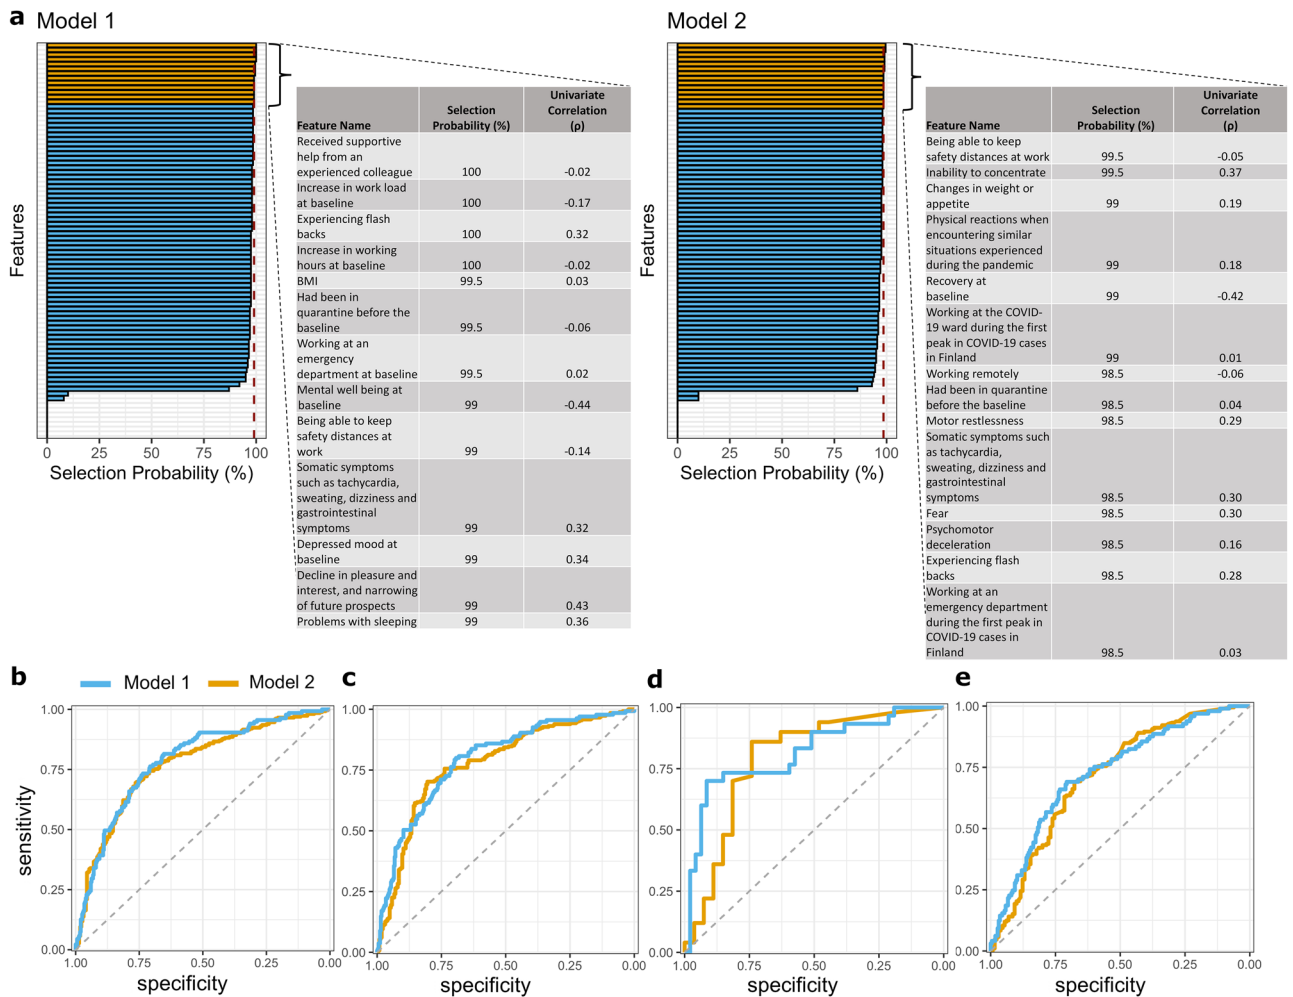 a
Model 1
Model 2
Features
0 25 50 75 100
Selection Probability (%)
Feature Name
Selection
Probability (%)
Univariate
Correlation
(ρ)
Received supportive
help from an
experienced colleague 100 -0.02
Increase in work load
at baseline 100 -0.17
Experiencing flash
backs 100 0.32
Increase in working
hours at baseline 100 -0.02
BMI 99.5 0.03
Had been in
quarantine before the
baseline 99.5 -0.06
Working at an
emergency
department at baseline 99.5 0.02
Mental well being at
baseline 99 -0.44
Being able to keep
safety distances at
work 99 -0.14
Somatic symptoms
such as tachycardia,
sweating, dizziness and
gastrointestinal
symptoms 99 0.32
Depressed mood at
baseline 99 0.34
Decline in pleasure and
interest, and narrowing
of future prospects 99 0.43
Problems with sleeping 99 0.36
Features
0 25 50 75 100
Selection Probability (%)
Feature Name
Selection
Probability (%)
Univariate
Correlation
(ρ)
Being able to keep
safety distances at work 99.5 -0.05
Inability to concentrate 99.5 0.37
Changes in weight or
appetite 99 0.19
Physical reactions when
encountering similar
situations experienced
during the pandemic 99 0.18
Recovery at
baseline 99 -0.42
Working at the COVID-
19 ward during the first
peak in COVID-19 cases
in Finland 99 0.01
Working remotely 98.5 -0.06
Had been in quarantine
before the baseline 98.5 0.04
Motor restlessness 98.5 0.29
Somatic symptoms such
as tachycardia,
sweating, dizziness and
gastrointestinal
symptoms 98.5 0.30
Fear 98.5 0.30
Psychomotor
deceleration 98.5 0.16
Experiencing flash
backs 98.5 0.28
Working at an
emergency department
during the first peak in
COVID-19 cases in
Finland 98.5 0.03
b
Model 1 Model 2
sensitivity
1.00
0.75
0.50
0.25
0.00
1.00 0.75 0.50 0.25 0.00
specificity
c
1.00
0.75
0.50
0.25
0.00
1.00 0.75 0.50 0.25 0.00
specificity
d
1.00
0.75
0.50
0.25
0.00
1.00 0.75 0.50 0.25 0.00
specificity
e
1.00
0.75
0.50
0.25
0.00
1.00 0.75 0.50 0.25 0.00
specificity